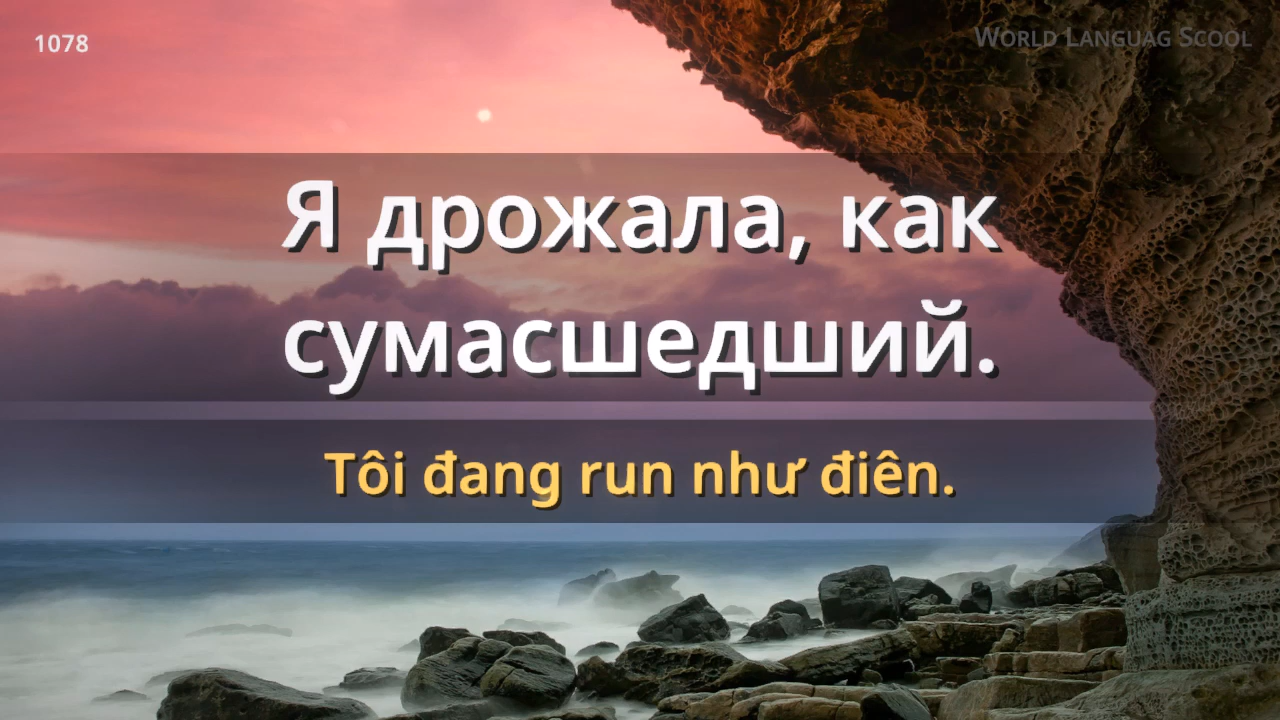 1078
WORLD LANGUAG SCOOL
Я дрожала, как
сумасшедший.
Tôi đang run như điên.